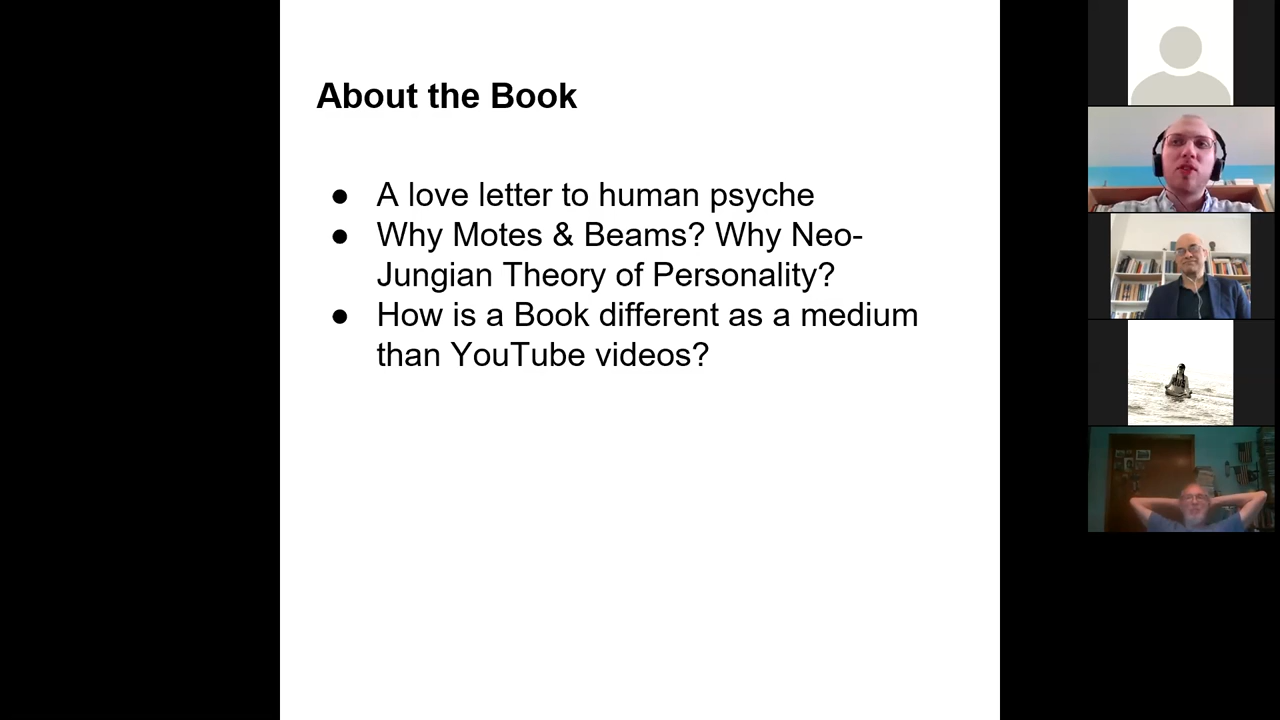 About the Book
● A love letter to human psyche
● Why Motes & Beams? Why Neo-
Jungian Theory of Personality?
● How is a Book different as a medium
than YouTube videos?